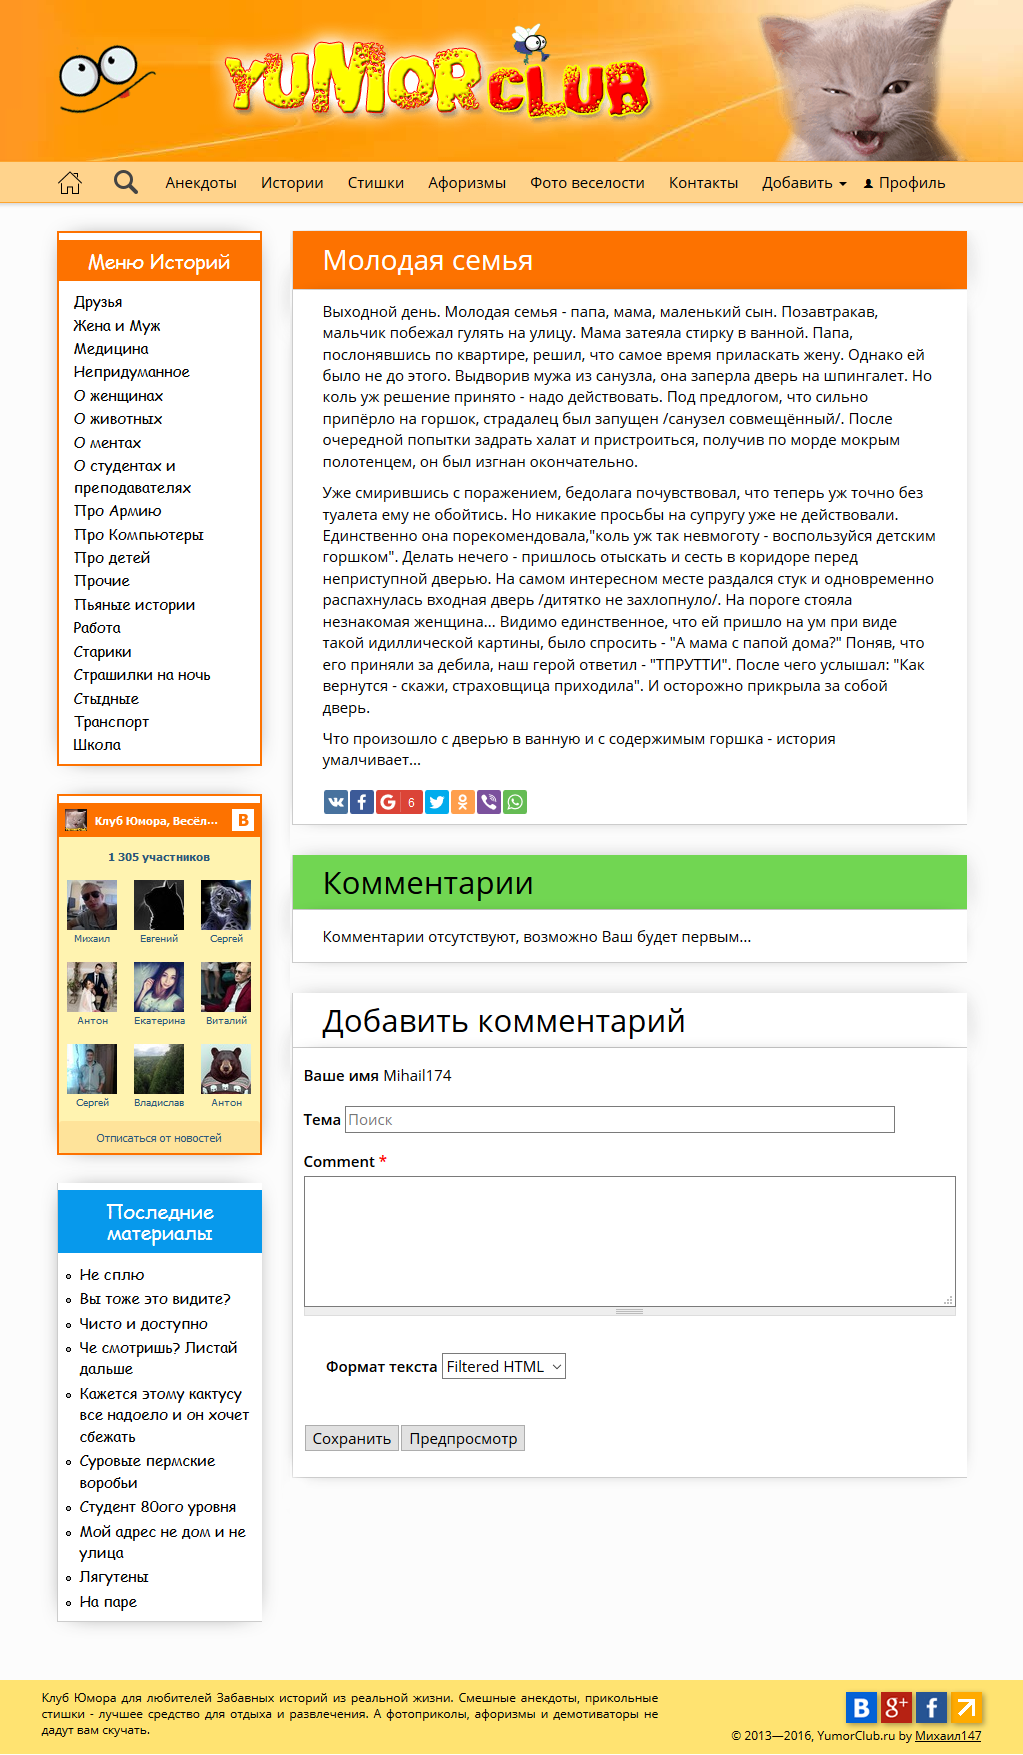 YUMOR CLUB
Анекдоты Истории Стишки Афоризмы Фото веселости Контакты Добавить Профиль
Меню Историй
Друзья
Жена и Муж
Медицина
Непридуманное
О женщинах
О животных
О ментах
О студентах и
преподавателях
Про Армию
Про Компьютеры
Про детей
Прочие
Пьяные истории
Работа
Старики
Страшилки на ночь
Стыдные
Транспорт
Школа
Клуб Юмора, Весёл...
В
1 305 участников
Михаил Евгений Сергей
Антон Екатерина Виталий
Сергей Владислав Антон
Отписаться от новостей
Последние
материалы
Не сплю
Вы тоже это видите?
Чисто и доступно
Че смотришь? Листай
дальше
Кажется этому кактусу
все надоело и он хочет
сбежать
Суровые пермские
воробьи
Студент 80ого уровня
Мой адрес не дом и не
улица
Лягутены
На паре
Молодая семья
Выходной день. Молодая семья - папа, мама, маленький сын. Позавтракав,
мальчик побежал гулять на улицу. Мама затеяла стирку в ванной. Папа,
послонявшись по квартире, решил, что самое время приласкать жену. Однако ей
было не до этого. Выдворив мужа из санузла, она заперла дверь на шпингалет. Но
коль уж решение принято - надо действовать. Под предлогом, что сильно
припёрло на горшок, страдалец был запущен /санузел совмещённый/. После
очередной попытки задрать халат и пристроиться, получив по морде мокрым
полотенцем, он был изгнан окончательно.
Уже смирившись с поражением, бедолага почувствовал, что теперь уж точно без
туалета ему не обойтись. Но никакие просьбы на супругу уже не действовали.
Единственно она порекомендовала,"коль уж так невмоготу - воспользуйся детским
горшком". Делать нечего - пришлось отыскать и сесть в коридоре перед
неприступной дверью. На самом интересном месте раздался стук и одновременно
распахнулась входная дверь /дитятко не захлопнуло/. На пороге стояла
незнакомая женщина... Видимо единственное, что ей пришло на ум при виде
такой идиллической картины, было спросить - "А мама с папой дома?" Поняв, что
его приняли за дебила, наш герой ответил - "ТПРУТТИ". После чего услышал: "Как
вернутся - скажи, страховщица приходила". И осторожно прикрыла за собой
дверь.
Что произошло с дверью в ванную и с содержимым горшка - история
умалчивает...
6
Комментарии
Комментарии отсутствуют, возможно Ваш будет первым...
Добавить комментарий
Ваше имя Mihail174
Тема Поиск
Comment *
Формат текста Filtered HTML
Сохранить Предпросмотр
Клуб Юмора для любителей Забавных историй из реальной жизни. Смешные анекдоты, прикольные
стишки - лучшее средство для отдыха и развлечения. А фотоприколы, афоризмы и демотиваторы не
дадут вам скучать.
© 2013—2016, YumorClub.ru by Михаил147